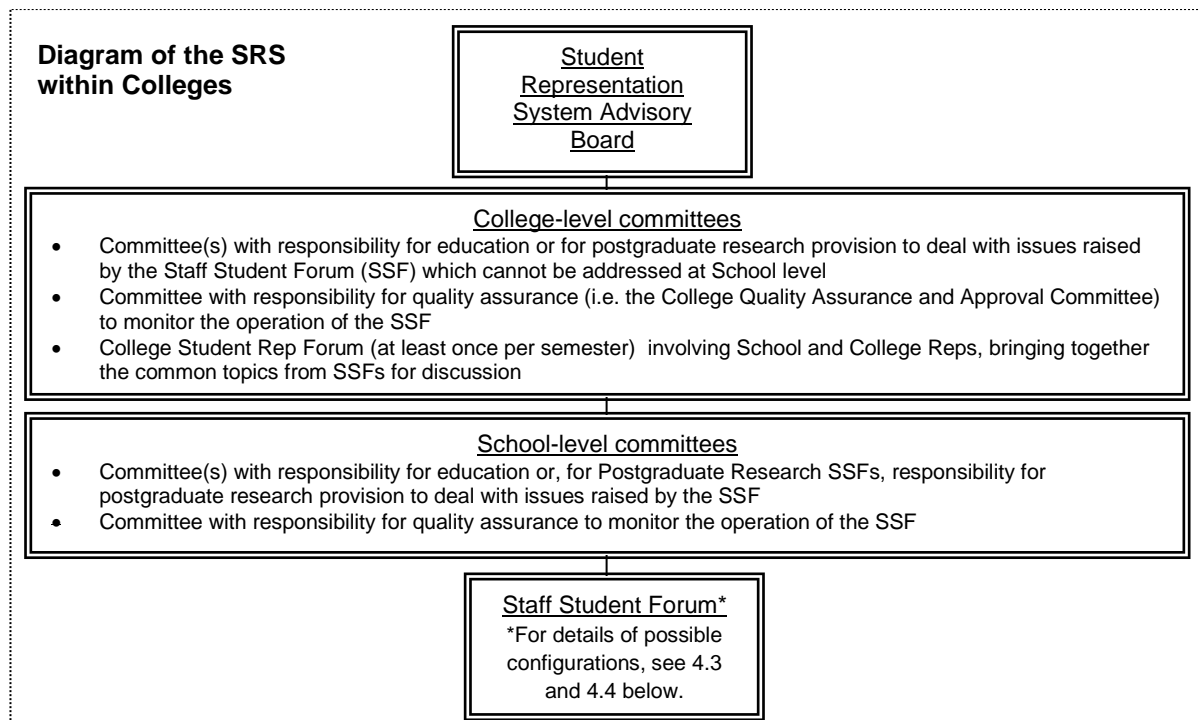 Diagram of the SRS
within Colleges
Student
Representation
System Advisory
Board
College-level committees
• Committee(s) with responsibility for education or for postgraduate research provision to deal with issues raised
by the Staff Student Forum (SSF) which cannot be addressed at School level
• Committee with responsibility for quality assurance (i.e. the College Quality Assurance and Approval Committee)
to monitor the operation of the SSF
• College Student Rep Forum (at least once per semester) involving School and College Reps, bringing together
the common topics from SSFs for discussion
School-level committees
• Committee(s) with responsibility for education or, for Postgraduate Research SSFs, responsibility for
postgraduate research provision to deal with issues raised by the SSF
• Committee with responsibility for quality assurance to monitor the operation of the SSF
Staff Student Forum*
*For details of possible
configurations, see 4.3
and 4.4 below.